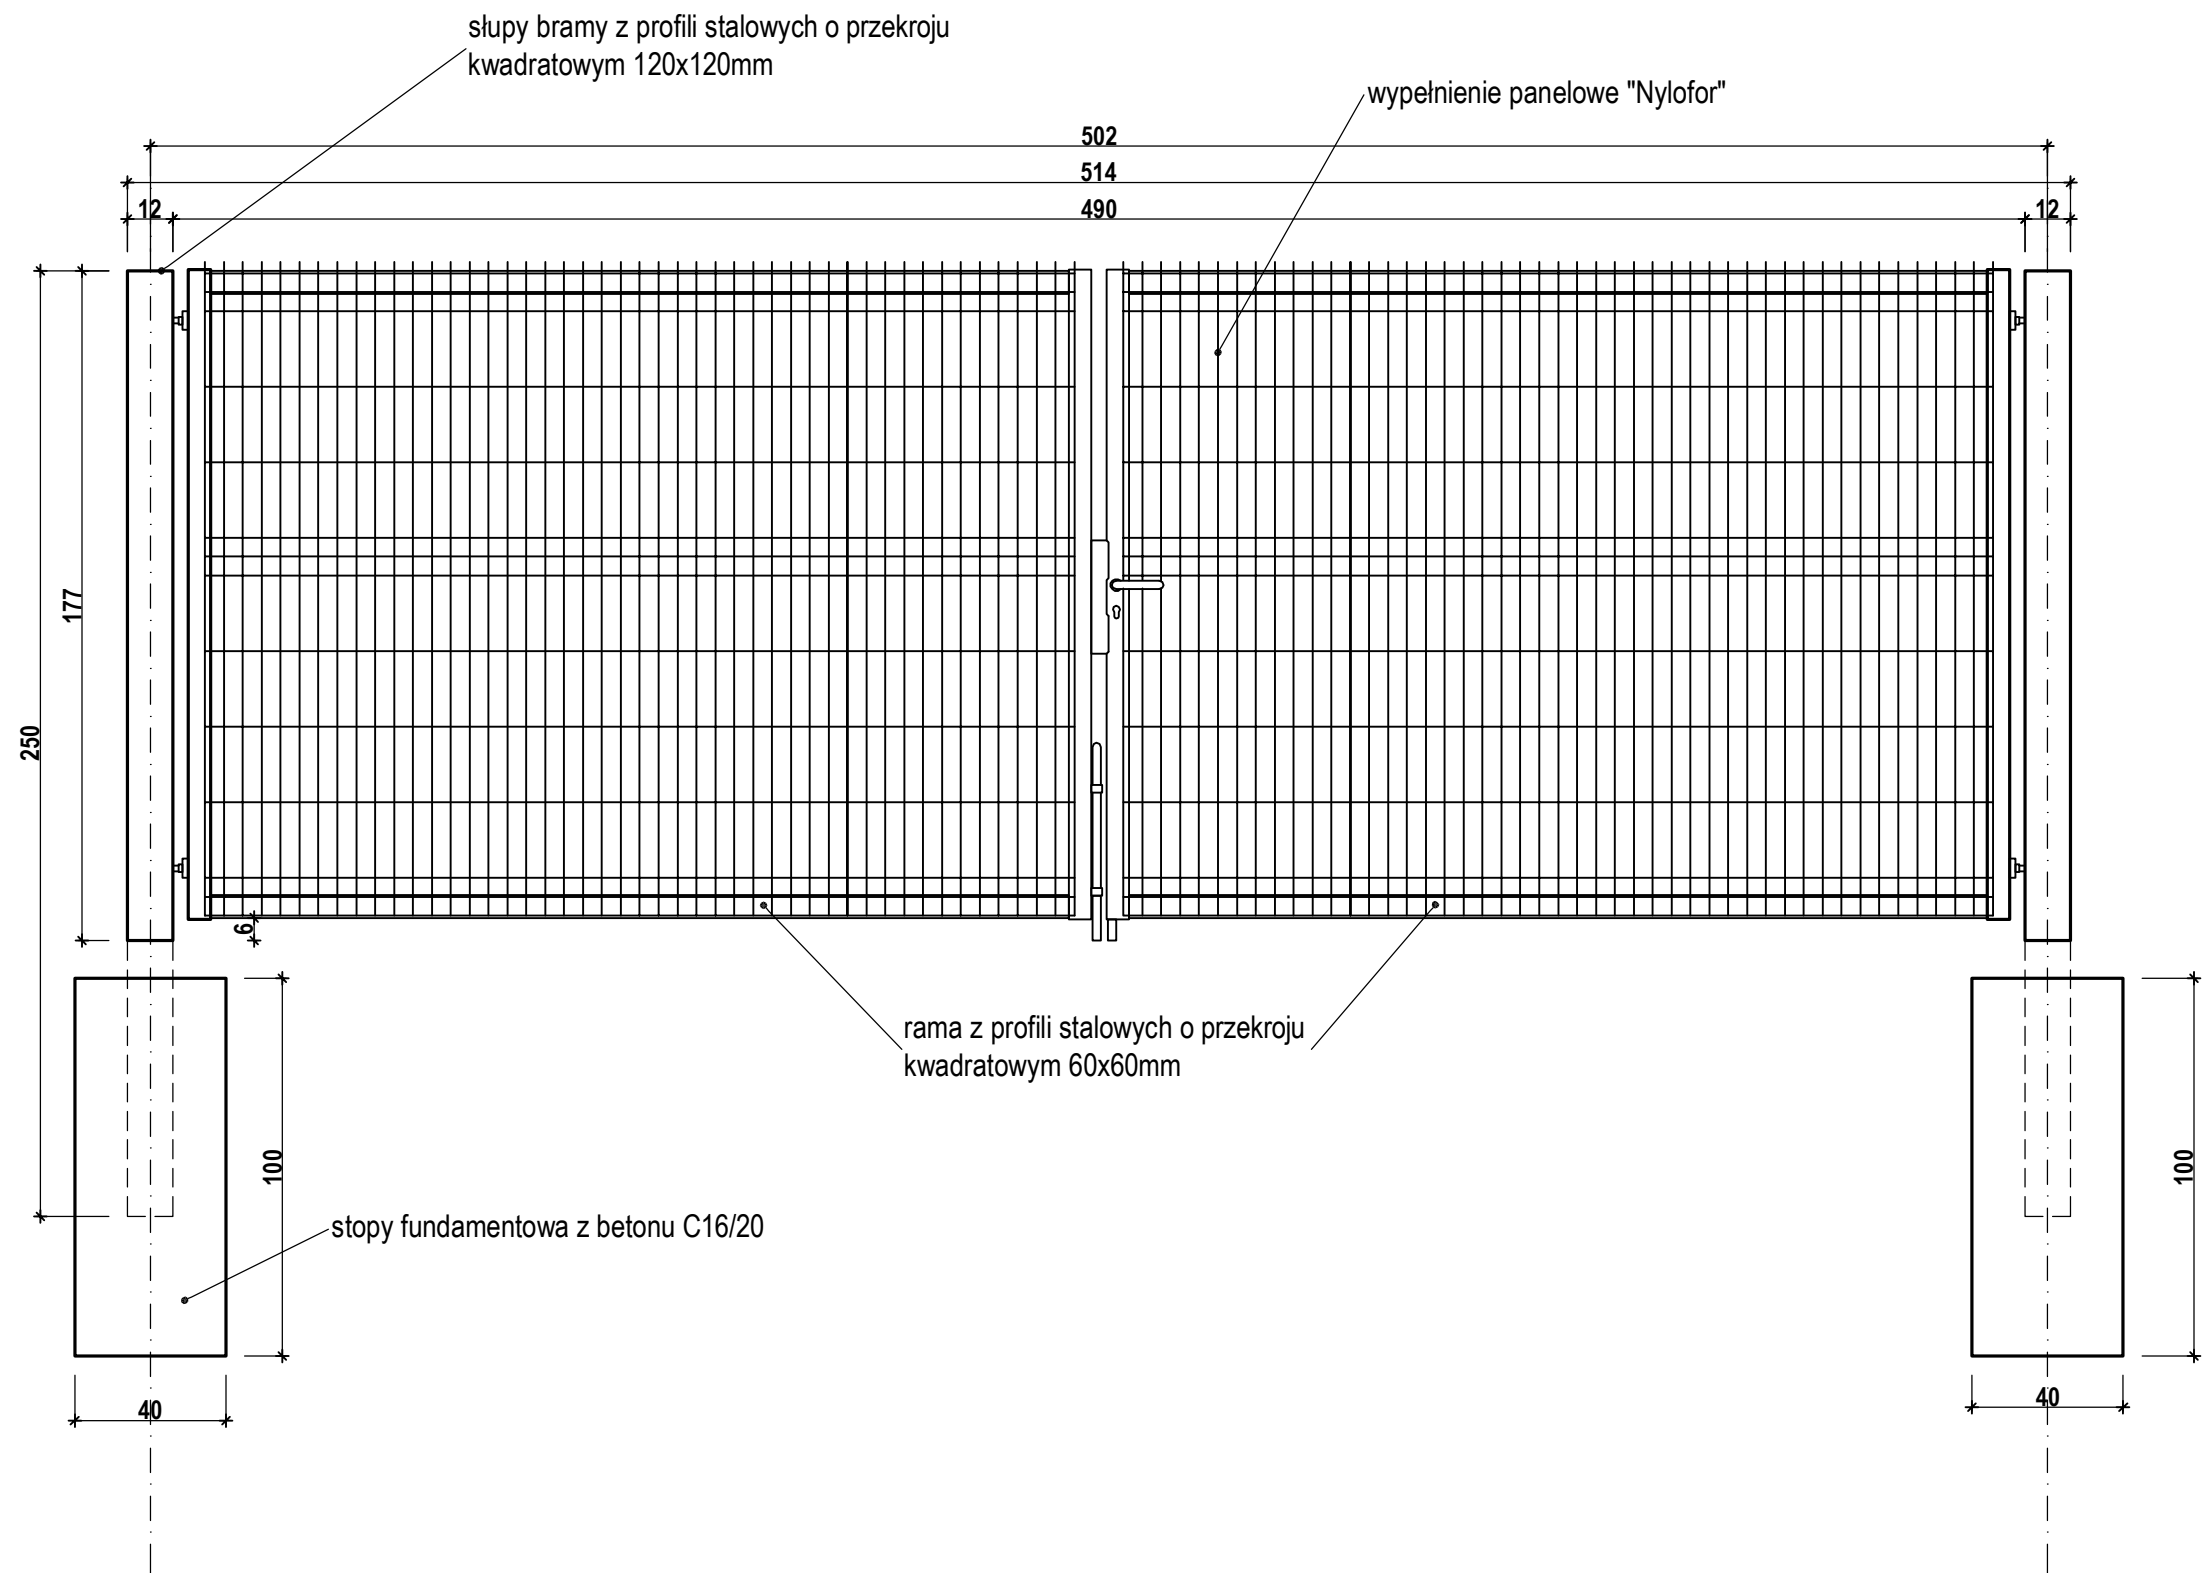 słupy bramy z profili stalowych o przekroju
kwadratowym 120x120mm
wypełnienie panelowe "Nylofor"
502
514
12
490
12
177
250
6
rama z profili stalowych o przekroju
kwadratowym 60x60mm
100
100
stopy fundamentowa z betonu C16/20
40
40